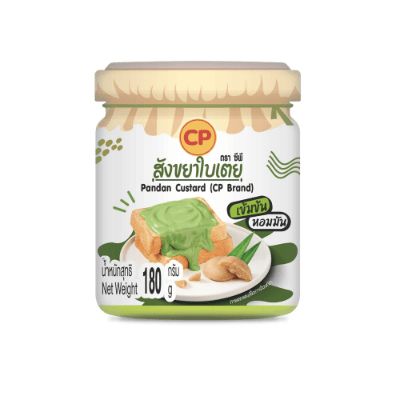 CP
ตรา ซีพี
สังขยาใบเตย
Pandan Custard (CP Brand)
เข้มข้น
หอมมัน
น้ำหนักสุทธิ 180 กรัม
Net Weight 180 g